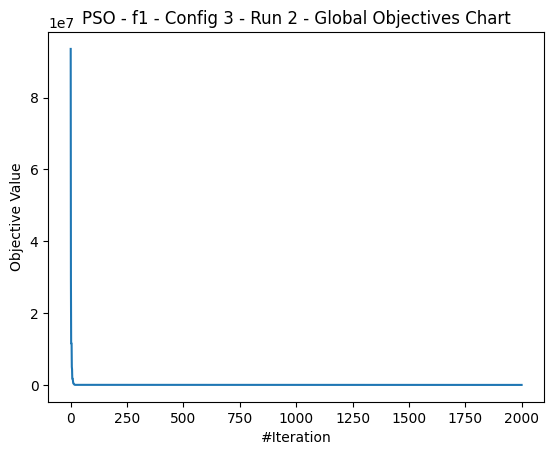 PSO - f1 - Config 3 - Run 2 - Global Objectives Chart
1e7
8
6
4
2
0
Objective Value
0 250 500 750 1000 1250 1500 1750 2000
#Iteration